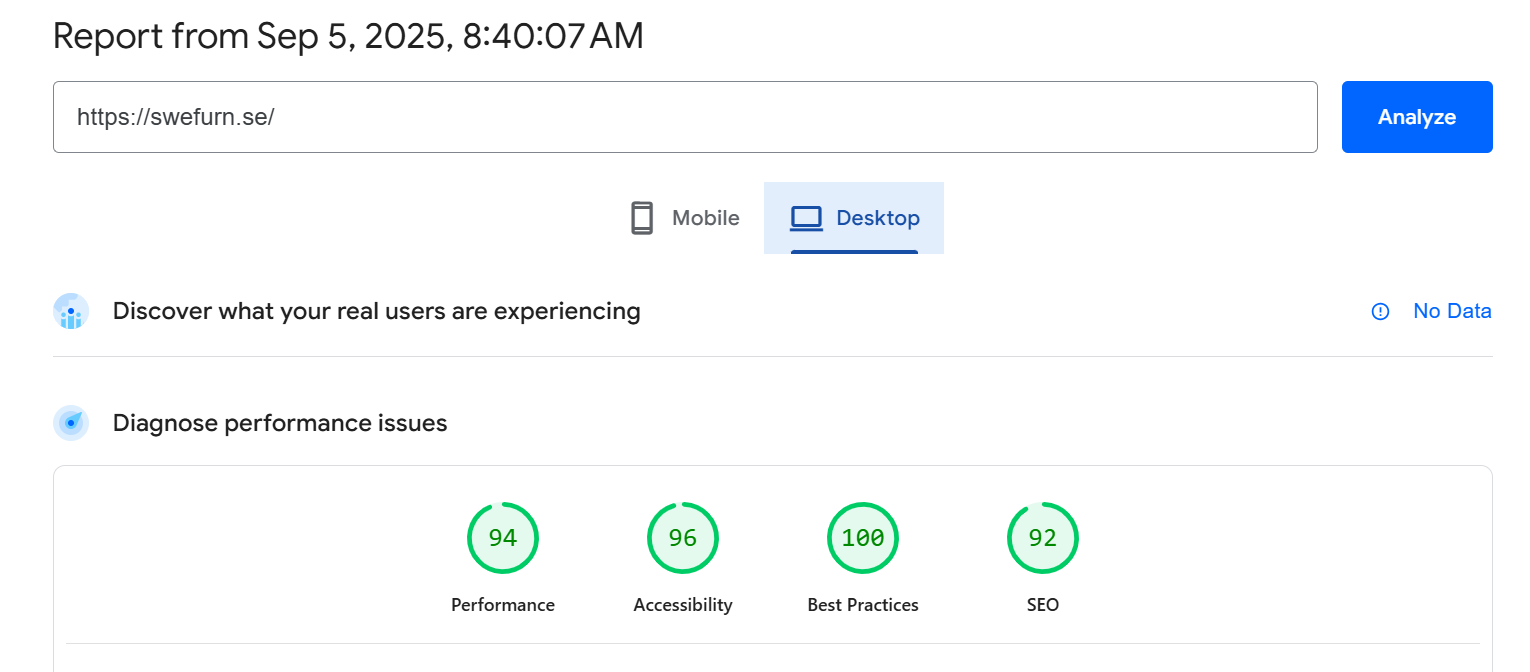 Report from Sep 5, 2025, 8:40:07 AM
https://swefurn.se/
Analyze
Mobile
Desktop
Discover what your real users are experiencing
No Data
Diagnose performance issues
94
96
100
92
Performance
Accessibility
Best Practices
SEO